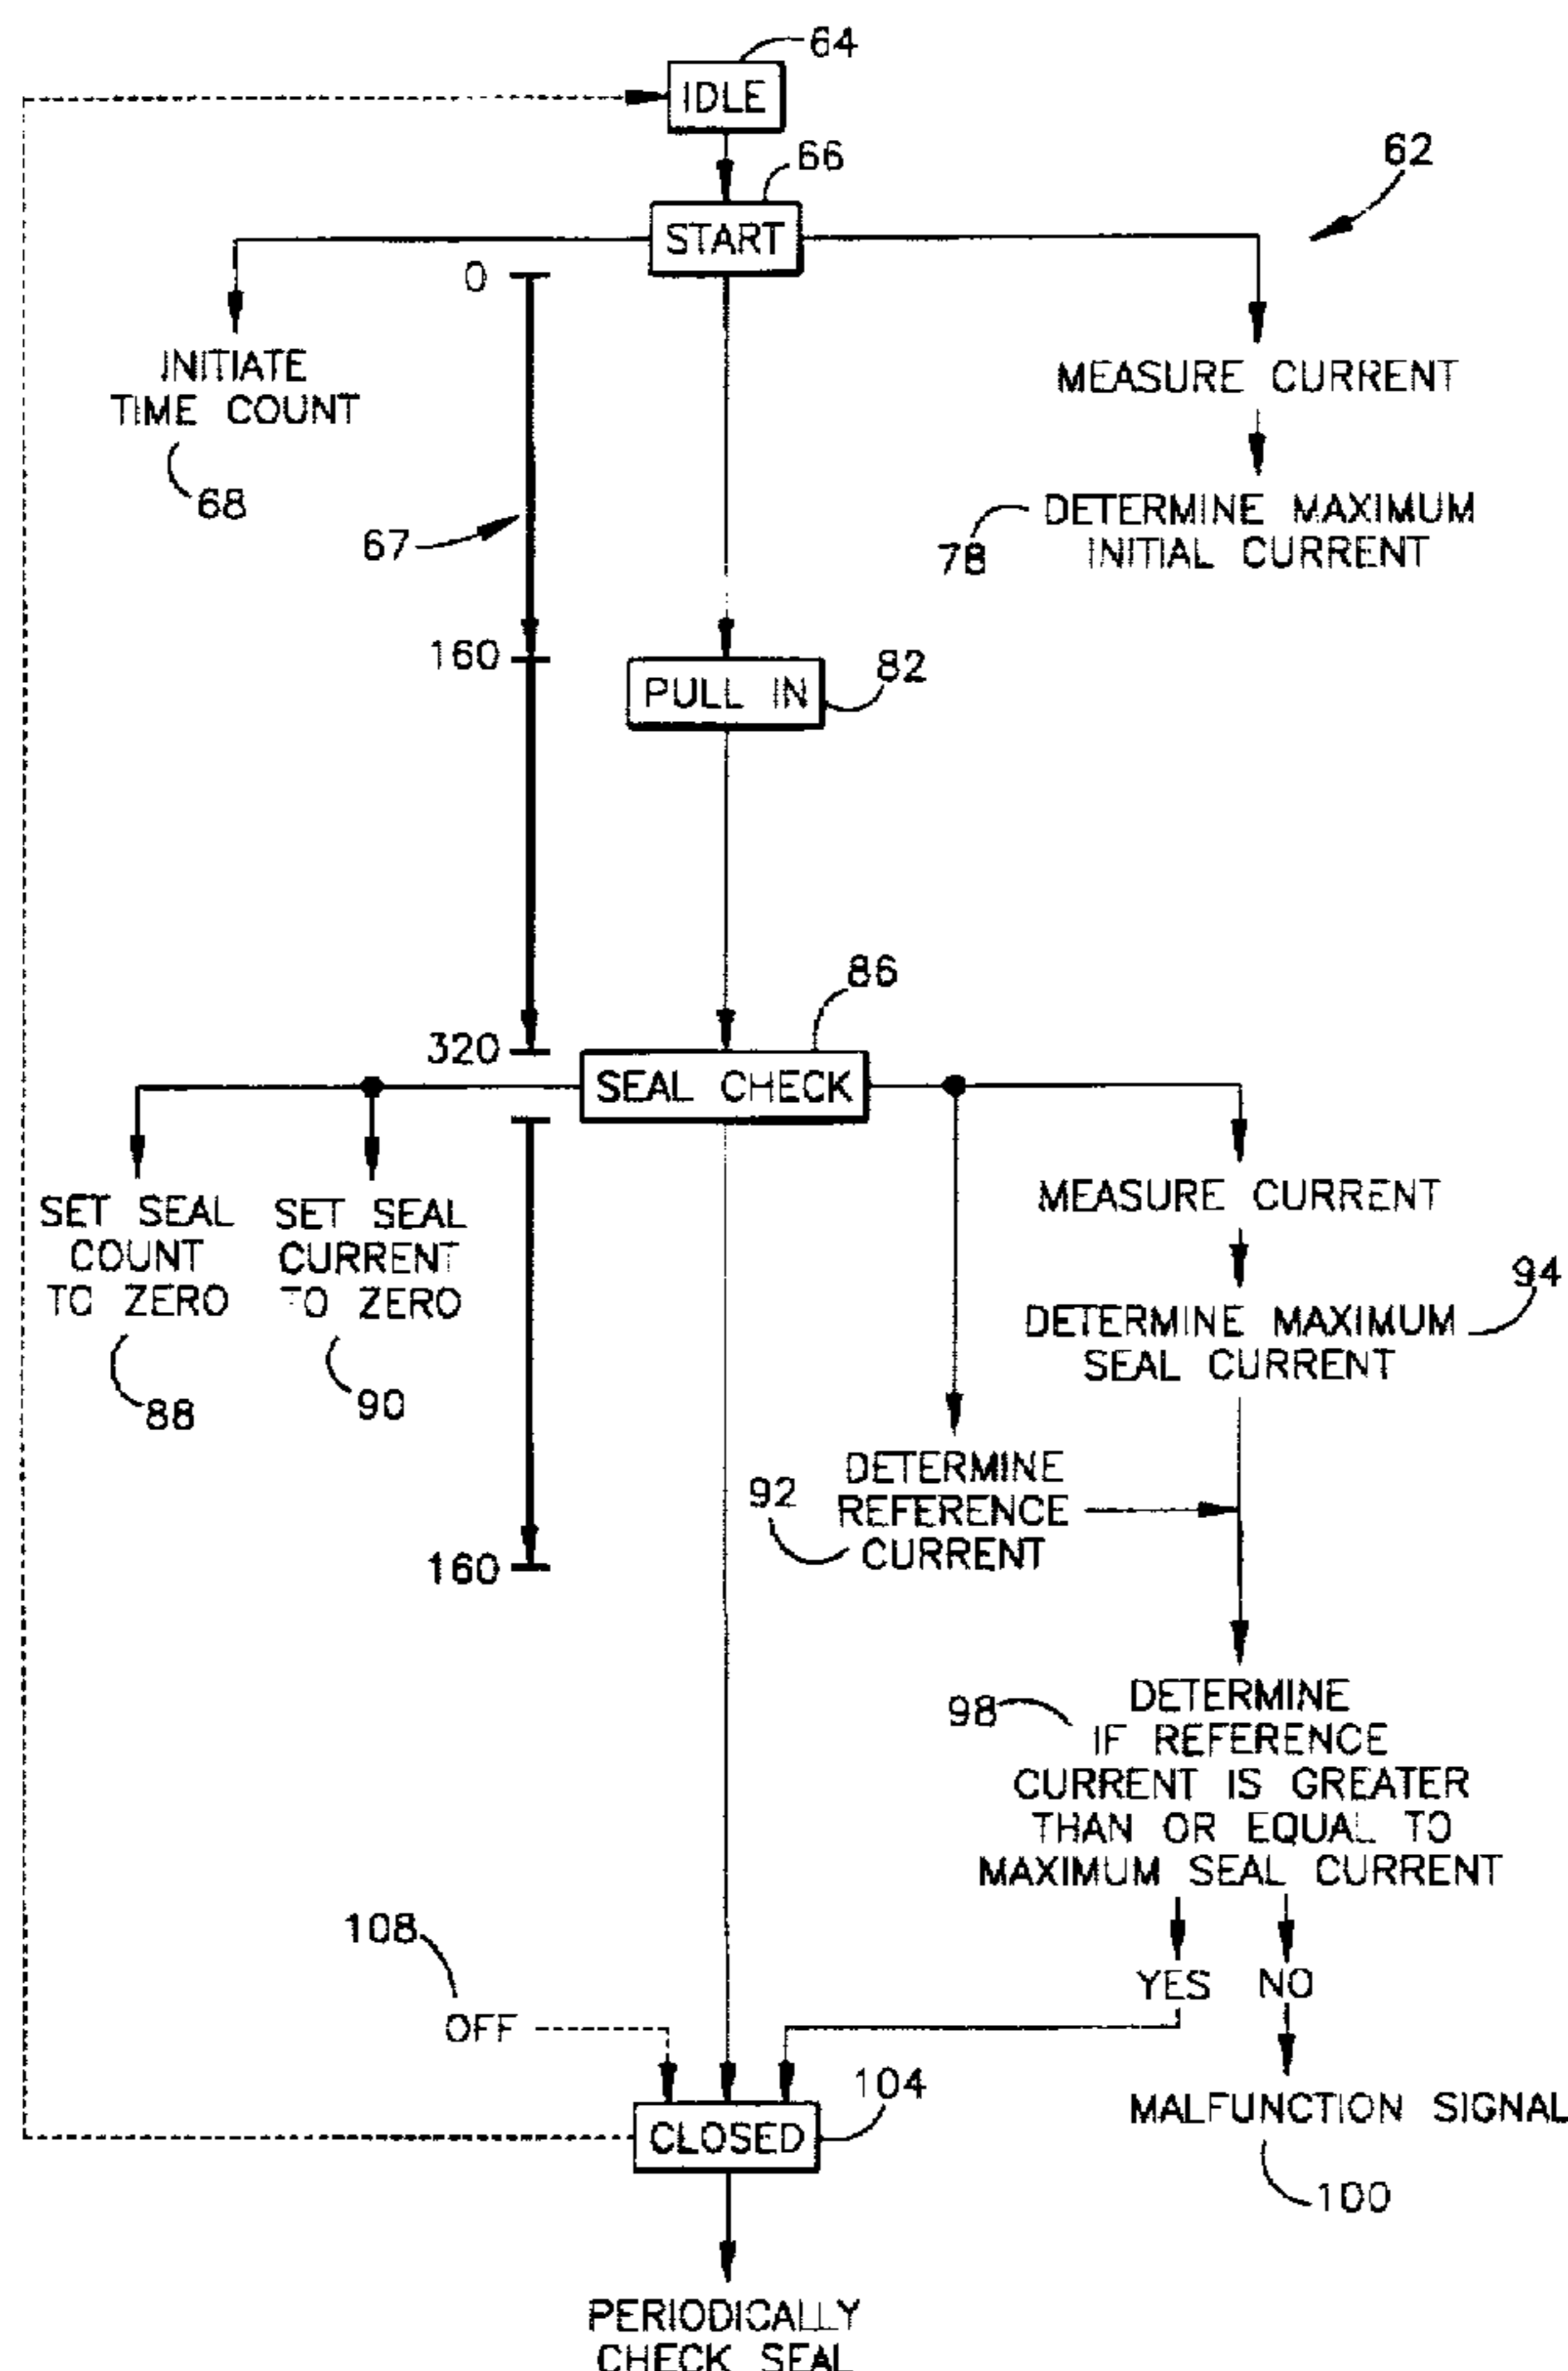 64
IDLE
66
62
START
0
INITIATE
TIME COUNT
68
MEASURE CURRENT
67
78
DETERMINE MAXIMUM
INITIAL CURRENT
160
PULL IN
82
86
320
SEAL CHECK
SET SEAL
COUNT
TO ZERO
88
SET SEAL
CURRENT
TO ZERO
90
MEASURE CURRENT
94
DETERMINE MAXIMUM
SEAL CURRENT
92
DETERMINE
REFERENCE
CURRENT
160
98
DETERMINE
IF REFERENCE
CURRENT IS GREATER
THAN OR EQUAL TO
MAXIMUM SEAL CURRENT
108
YES NO
OFF
104
CLOSED
MALFUNCTION SIGNAL
100
PERIODICALLY
CHECK SEAL